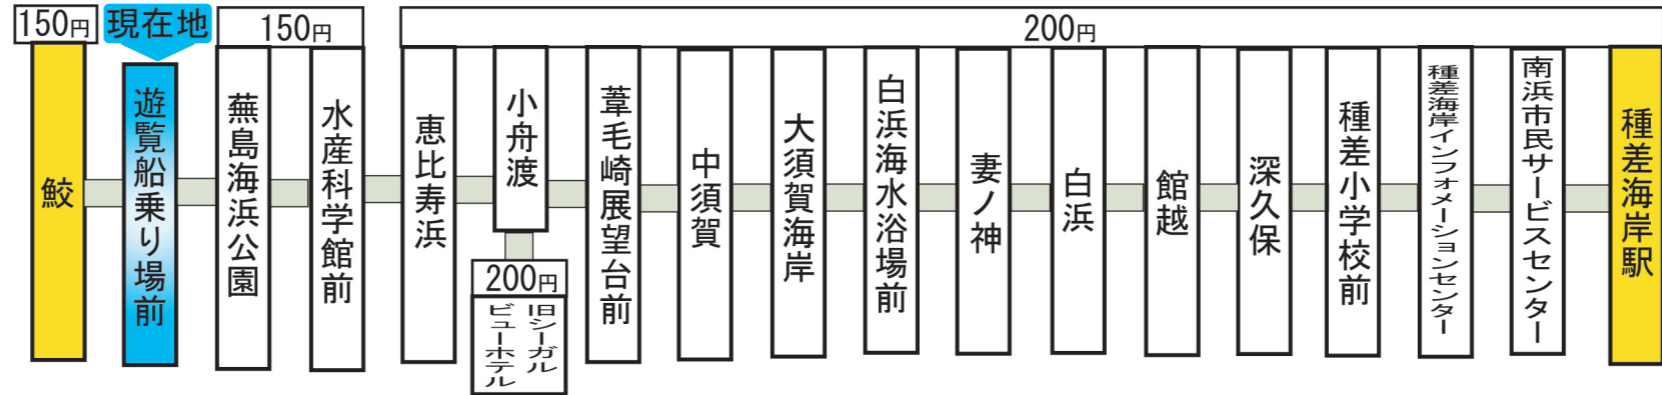 150円
現在地
150円
200円
鮫
遊覧船乗り場前
蕪島海浜公園
水産科学館前
恵比寿浜
小舟渡
200円
旧シーガル
ビューホテル
葦毛崎展望台前
中須賀
大須賀海岸
白浜海水浴場前
妻ノ神
白浜
館越
深久保
種差小学校前
種差海岸インフォメーションセンター
南浜市民サービスセンター
種差海岸駅